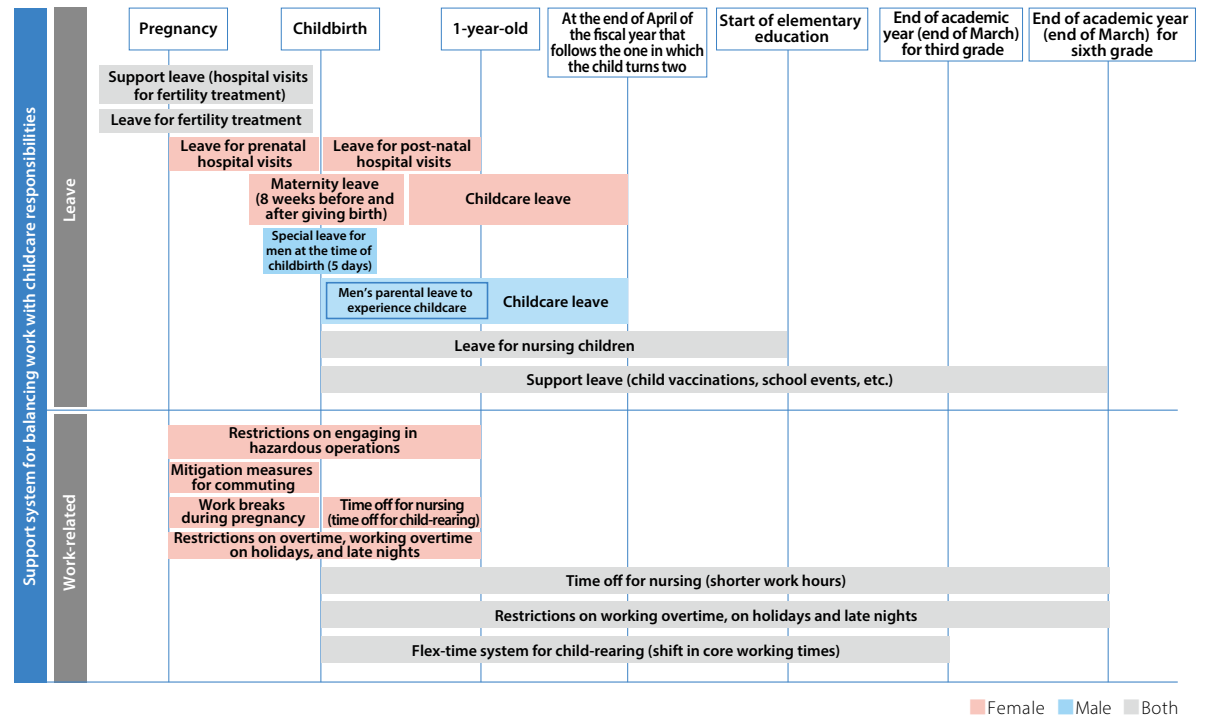 Pregnancy
Childbirth
1-year-old
At the end of April of
the fiscal year that
follows the one in which
the child turns two
Start of elementary
education
End of academic
year (end of March)
for third grade
End of academic year
(end of March) for
sixth grade
Support system for balancing work with childcare responsibilities
Leave
Support leave (hospital visits
for fertility treatment)
Leave for fertility treatment
Leave for prenatal
hospital visits
Leave for post-natal
hospital visits
Maternity leave
(8 weeks before and
after giving birth)
Childcare leave
Special leave for
men at the time of
childbirth (5 days)
Men's parental leave to
experience childcare
Childcare leave
Leave for nursing children
Support leave (child vaccinations, school events, etc.)
Work-related
Restrictions on engaging in
hazardous operations
Mitigation measures
for commuting
Work breaks
during pregnancy
Time off for nursing
(time off for child-rearing)
Restrictions on overtime, working overtime
on holidays, and late nights
Time off for nursing (shorter work hours)
Restrictions on working overtime, on holidays and late nights
Flex-time system for child-rearing (shift in core working times)
Female
Male
Both